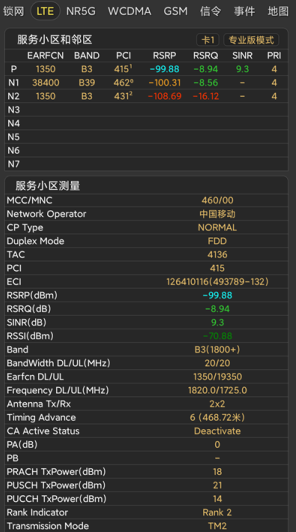 锁网 LTE NR5G WCDMA GSM 信令 事件 地图
服务小区和邻区 卡1 专业版模式
EARFCN BAND PCI RSRP RSRQ SINR PRI
P 1350 B3 415¹ -99.88 -8.94 9.3 4
N1 38400 B39 462⁰ -100.31 -8.56 - 4
N2 1350 B3 431² -108.69 -16.12 - 4
N3
N4
N5
N6
N7
服务小区测量
MCC/MNC 460/00
Network Operator 中国移动
CP Type NORMAL
Duplex Mode FDD
TAC 4136
PCI 415
ECI 126410116(493789-132)
RSRP(dBm) -99.88
RSRQ(dB) -8.94
SINR(dB) 9.3
RSSI(dBm) -70.88
Band B3(1800+)
BandWidth DL/UL(MHz) 20/20
Earfcn DL/UL 1350/19350
Frequency DL/UL(MHz) 1820.0/1725.0
Antenna Tx/Rx 2x2
Timing Advance 6 (468.72米)
CA Active Status Deactivate
PA(dB) 0
PB -
PRACH TxPower(dBm) 18
PUSCH TxPower(dBm) 21
PUCCH TxPower(dBm) 14
Rank Indicator Rank 2
Transmission Mode TM2